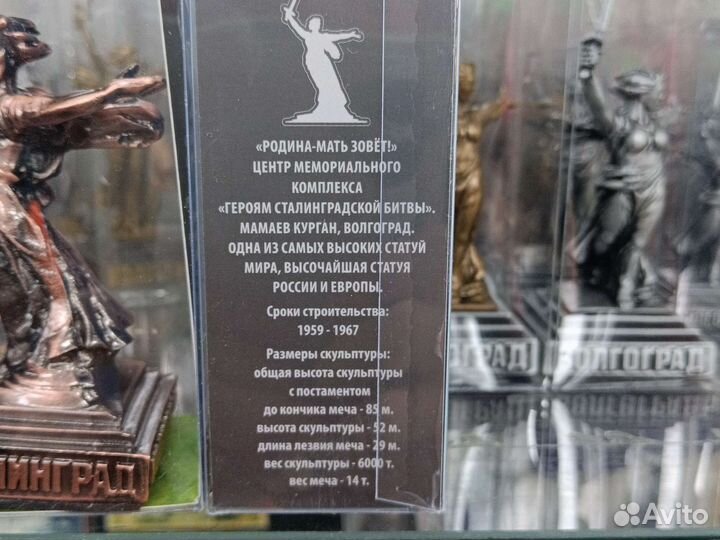 «РОДИНА-МАТЬ ЗОВЁТ!»
ЦЕНТР МЕМОРИАЛЬНОГО
КОМПЛЕКСА
«ГЕРОЯМ СТАЛИНГРАДСКОЙ БИТВЫ».
МАМАЕВ КУРГАН, ВОЛГОГРАД.
ОДНА ИЗ САМЫХ ВЫСОКИХ СТАТУЙ
МИРА, ВЫСОЧАЙШАЯ СТАТУЯ
РОССИИ И ЕВРОПЫ.
Сроки строительства:
1959 - 1967
Размеры скульптуры:
общая высота скульптуры
с постаментом
до кончика меча - 85 м.
высота скульптуры - 52 м.
длина лезвия меча - 29 м.
вес скульптуры - 6000 т.
вес меча - 14 т.
ЛИНГРАД
ГРАД
ВОЛГОГРАД
Avito